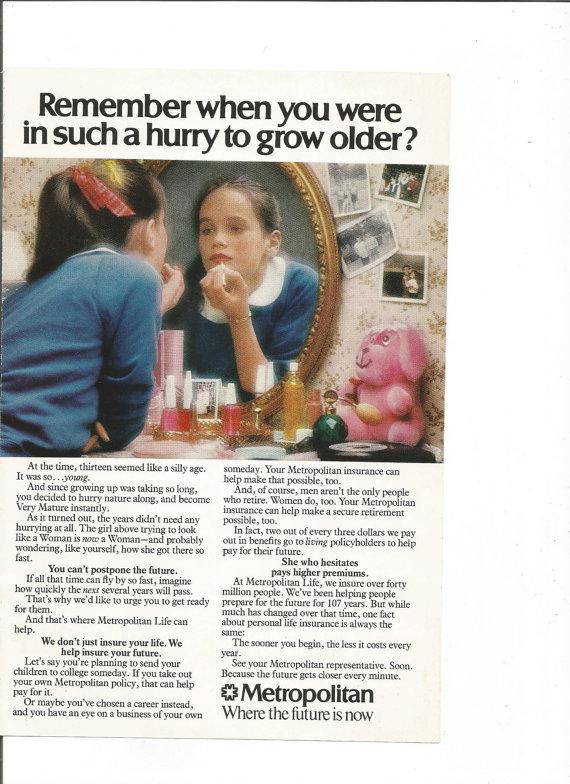 Remember when you were
in such a hurry to grow older?
At the time, thirteen seemed like a silly age.
It was so...young.
And since growing up was taking so long,
you decided to hurry nature along, and become
Very Mature instantly.
As it turned out, the years didn't need any
hurrying at all. The girl above trying to look
like a Woman is now a Woman—and probably
wondering, like yourself, how she got there so
fast.
You can't postpone the future.
If all that time can fly by so fast, imagine
how quickly the next several years will pass.
That's why we'd like to urge you to get ready
for them.
And that's where Metropolitan Life can
help.
We don't just insure your life. We
help insure your future.
Let's say you're planning to send your
children to college someday. If you take out
your own Metropolitan policy, that can help
pay for it.
Or maybe you've chosen a career instead,
and you have an eye on a business of your own
someday. Your Metropolitan insurance can
help make that possible, too.
And, of course, men aren't the only people
who retire. Women do, too. Your Metropolitan
insurance can help make a secure retirement
possible, too.
In fact, two out of every three dollars we pay
out in benefits go to living policyholders to help
pay for their future.
She who hesitates
pays higher premiums.
At Metropolitan Life, we insure over forty
million people. We've been helping people
prepare for the future for 107 years. But while
much has changed over that time, one fact
about personal life insurance is always the
same:
The sooner you begin, the less it costs every
year.
See your Metropolitan representative. Soon.
Because the future gets closer every minute.
Metropolitan
Where the future is now